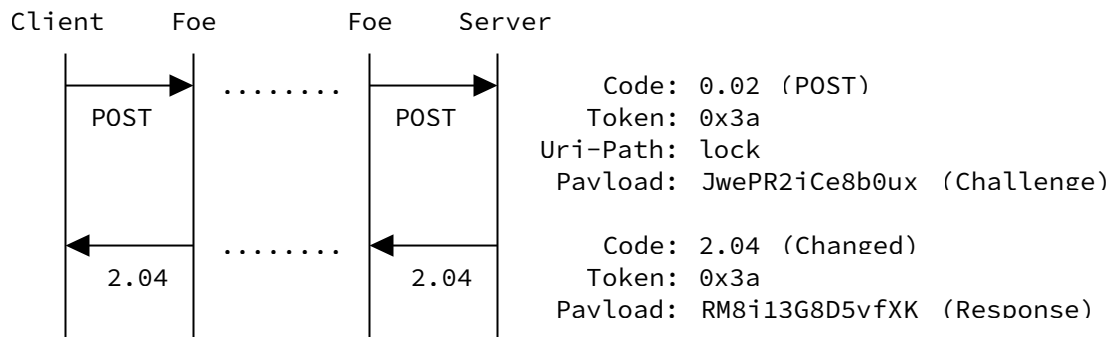 Client Foe Foe Server
........ Code: 0.02 (POST)
POST POST Token: 0x3a
Uri-Path: lock
Payload: JwePR2iCe8b0ux (Challenge)
........ Code: 2.04 (Changed)
2.04 2.04 Token: 0x3a
Payload: RM8i13G8D5vfXK (Response)